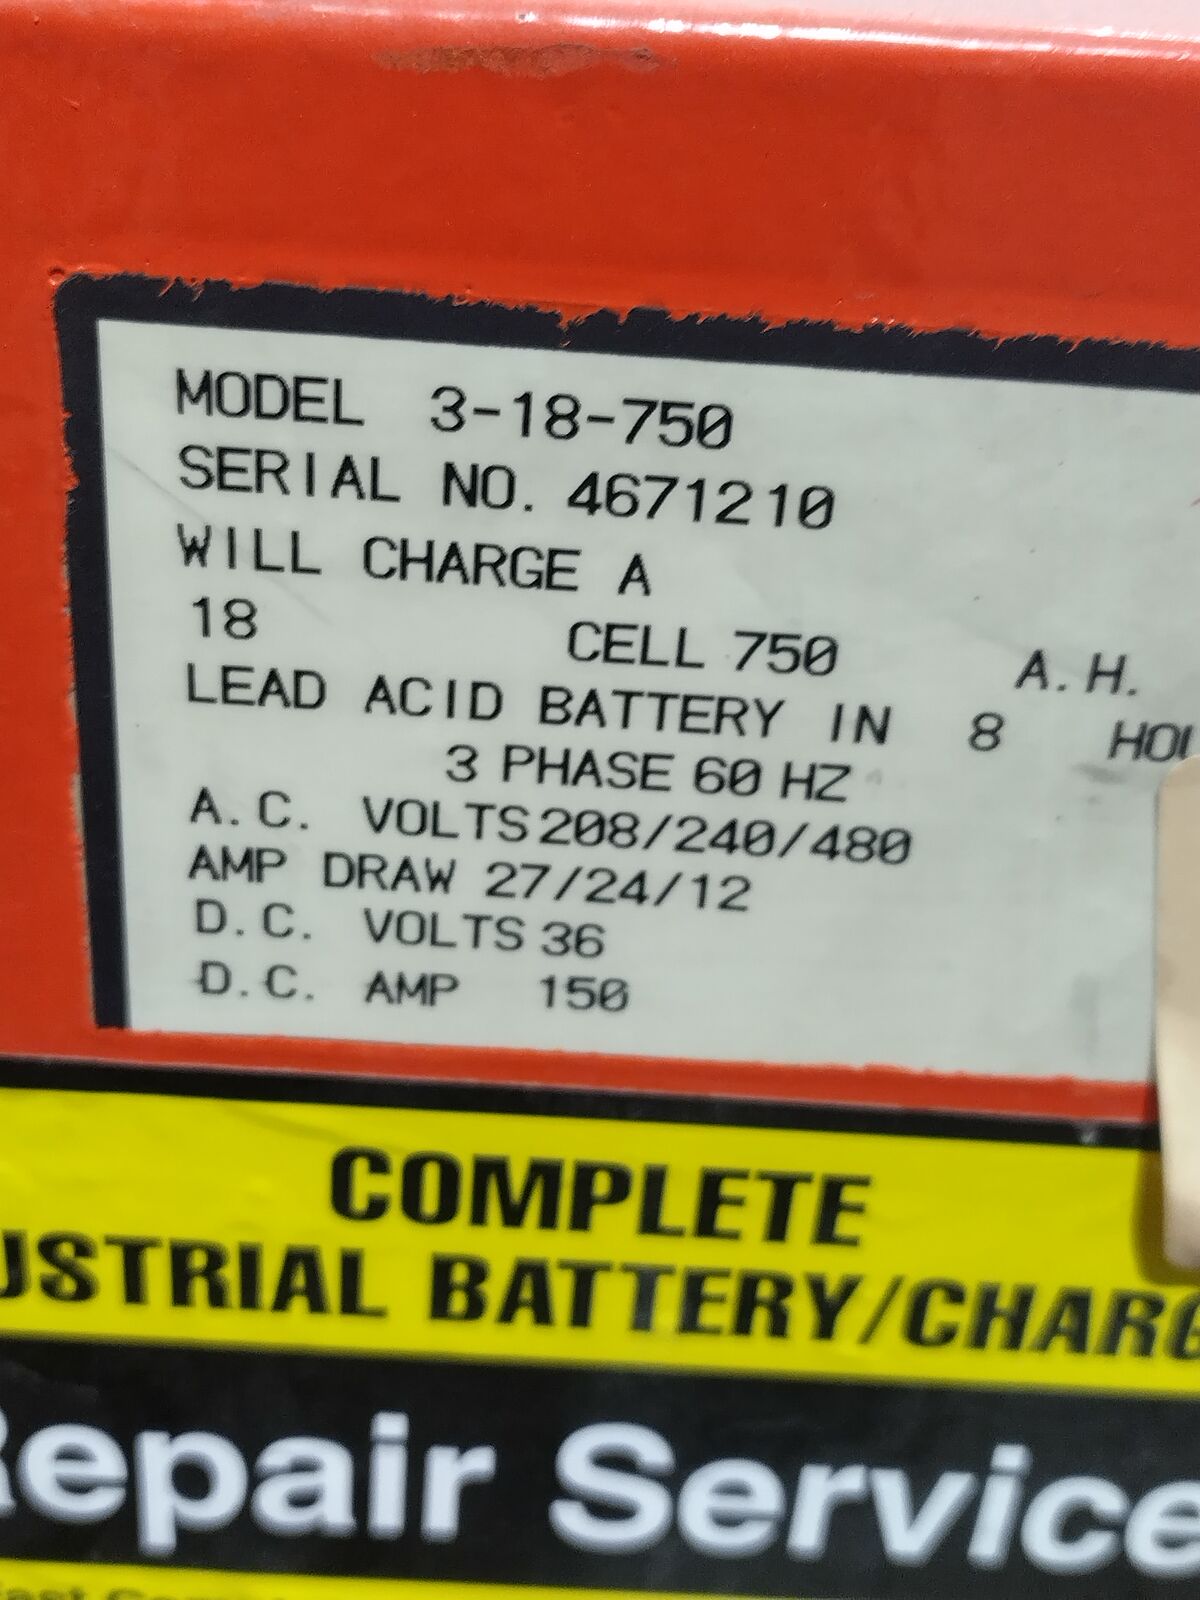 MODEL 3-18-750
SERIAL NO. 4671210
WILL CHARGE A
18 CELL 750 A.H.
LEAD ACID BATTERY IN 8
3 PHASE 60 HZ
A.C. VOLTS 208/240/480
AMP DRAW 27/24/12
D.C. VOLTS 36
D.C. AMP 150
COMPLETE
USTRIAL BATTERY/CHARG
Repair Service